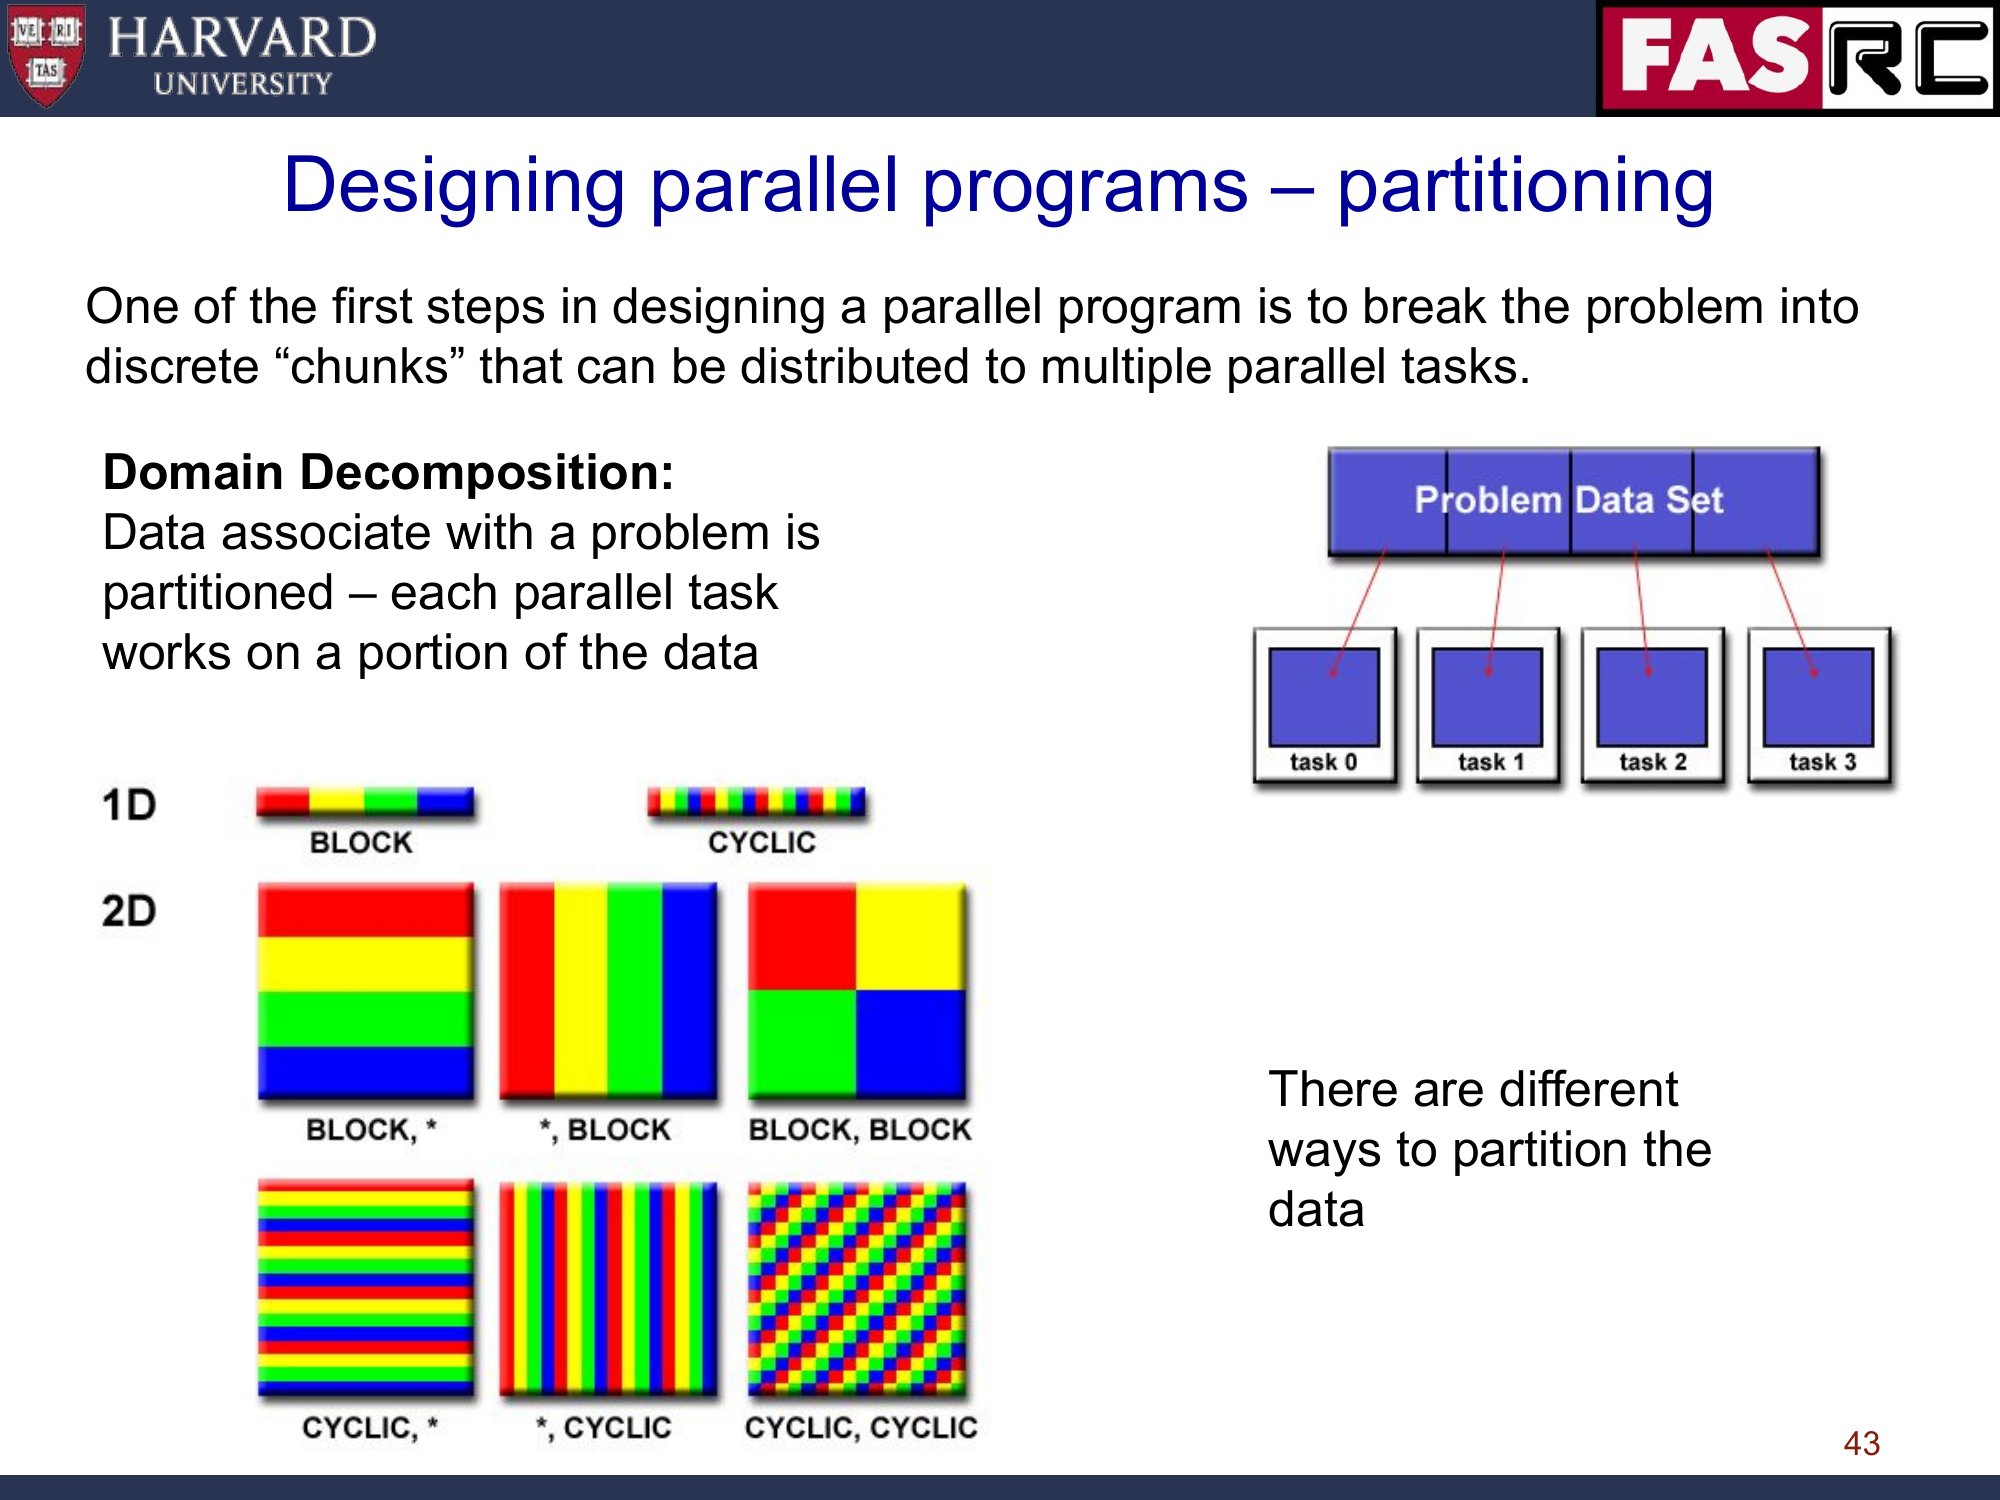 VE RI
TAS
HARVARD
UNIVERSITY
FASRC
Designing parallel programs – partitioning
One of the first steps in designing a parallel program is to break the problem into
discrete “chunks” that can be distributed to multiple parallel tasks.
Domain Decomposition:
Data associate with a problem is
partitioned – each parallel task
works on a portion of the data
Problem Data Set
task 0
task 1
task 2
task 3
1D
BLOCK
CYCLIC
2D
BLOCK, *
*, BLOCK
BLOCK, BLOCK
CYCLIC, *
*, CYCLIC
CYCLIC, CYCLIC
There are different
ways to partition the
data
43